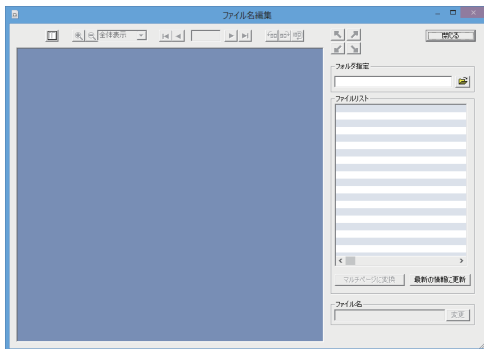 ファイル名編集
全体表示
閉じる
フォルダ指定
ファイルリスト
マルチページに変換
最新の情報に更新
ファイル名
変更